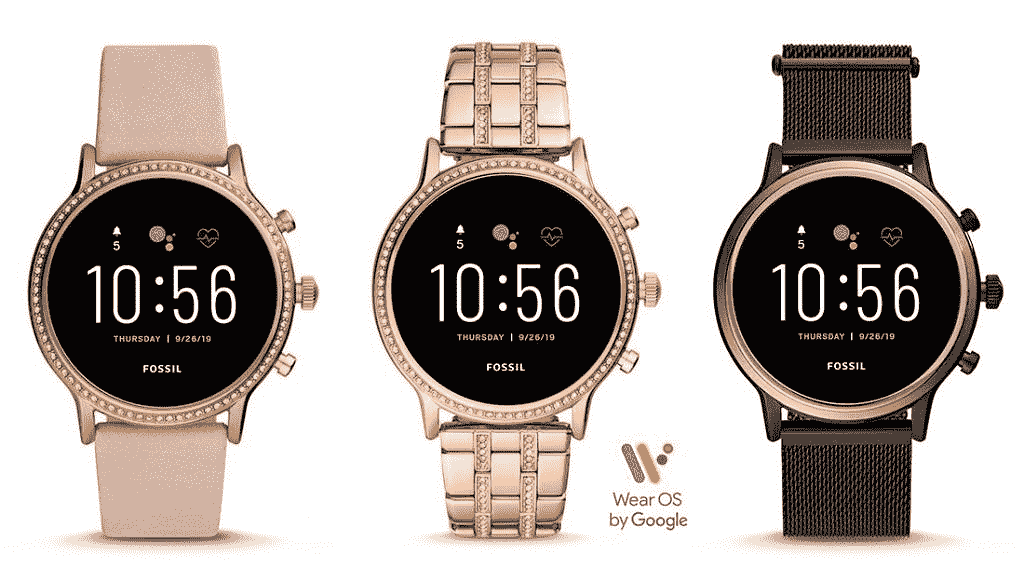 5
10:56
THURSDAY | 9/26/19
FOSSIL
5
10:56
THURSDAY | 9/26/19
FOSSIL
Wear OS
by Google
5
10:56
THURSDAY | 9/26/19
FOSSIL